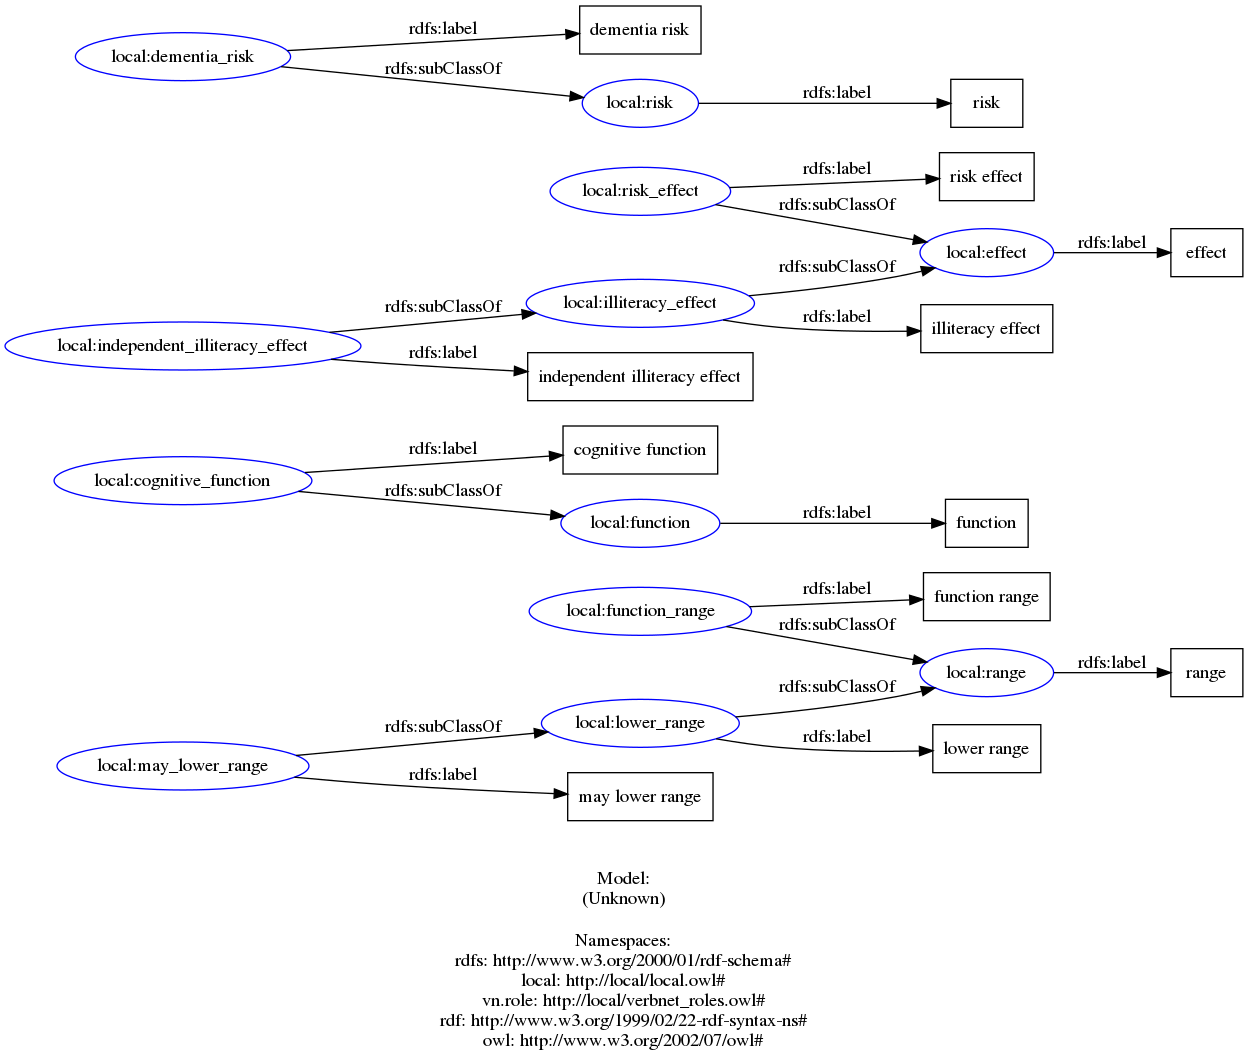 rdfs:label
dementia risk
local:dementia_risk
rdfs:subClassOf
local:risk
rdfs:label
risk
rdfs:label
risk effect
local:risk_effect
rdfs:subClassOf
local:effect
rdfs:label
effect
rdfs:subClassOf
local:illiteracy_effect
rdfs:label
illiteracy effect
rdfs:subClassOf
local:independent_illiteracy_effect
rdfs:label
independent illiteracy effect
rdfs:label
cognitive function
local:cognitive_function
rdfs:subClassOf
local:function
rdfs:label
function
rdfs:label
function range
local:function_range
rdfs:subClassOf
local:range
rdfs:label
range
rdfs:subClassOf
local:lower_range
rdfs:label
lower range
rdfs:subClassOf
local:may_lower_range
rdfs:label
may lower range
Model:
(Unknown)
Namespaces:
rdfs: http://www.w3.org/2000/01/rdf-schema#
local: http://local/local.owl#
vn.role: http://local/verbnet_roles.owl#
rdf: http://www.w3.org/1999/02/22-rdf-syntax-ns#
owl: http://www.w3.org/2002/07/owl#